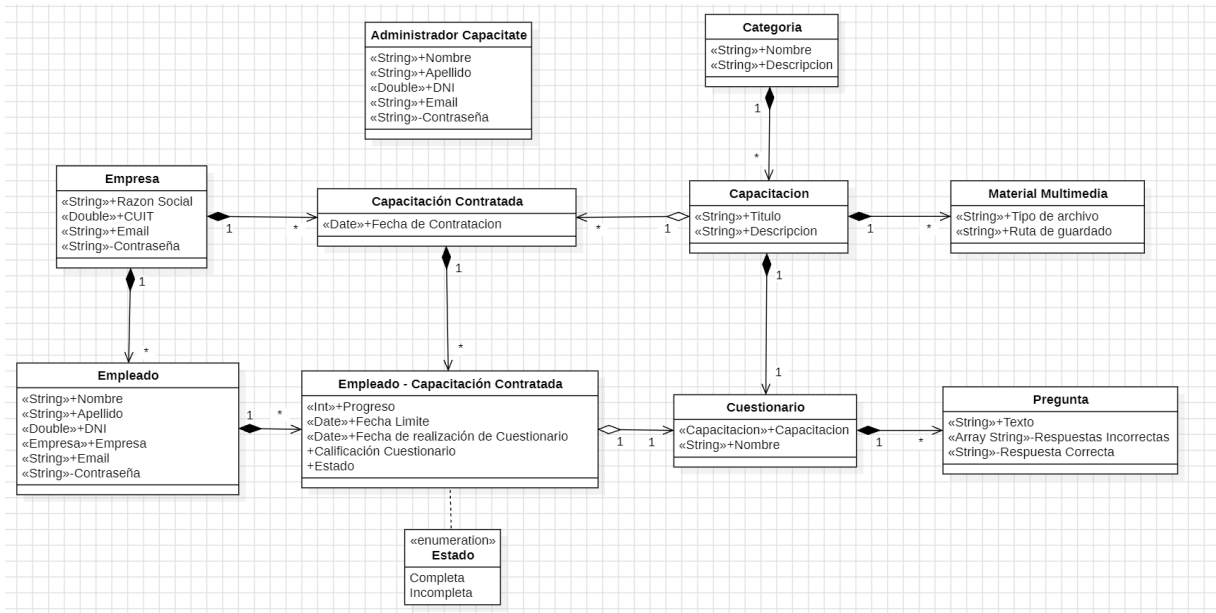 Administrador Capacitate
«String»+Nombre
«String»+Apellido
«Double»+DNI
«String»+Email
«String»-Contraseña
Categoria
«String»+Nombre
«String»+Descripcion
1
*
Empresa
«String»+Razon Social
«Double»+CUIT
«String»+Email
«String»-Contraseña
1
*
Capacitación Contratada
«Date»+Fecha de Contratacion
*
1
Capacitacion
«String»+Titulo
«String»+Descripcion
1
*
Material Multimedia
«String»+Tipo de archivo
«string»+Ruta de guardado
1
*
1
*
1
1
Empleado
«String»+Nombre
«String»+Apellido
«Double»+DNI
«Empresa»+Empresa
«String»+Email
«String»-Contraseña
1
*
Empleado - Capacitación Contratada
«Int»+Progreso
«Date»+Fecha Limite
«Date»+Fecha de realización de Cuestionario
+Calificación Cuestionario
+Estado
1
1
Cuestionario
«Capacitacion»+Capacitacion
«String»+Nombre
1
*
Pregunta
«String»+Texto
«Array String»-Respuestas Incorrectas
«String»-Respuesta Correcta
«enumeration»
Estado
Completa
Incompleta